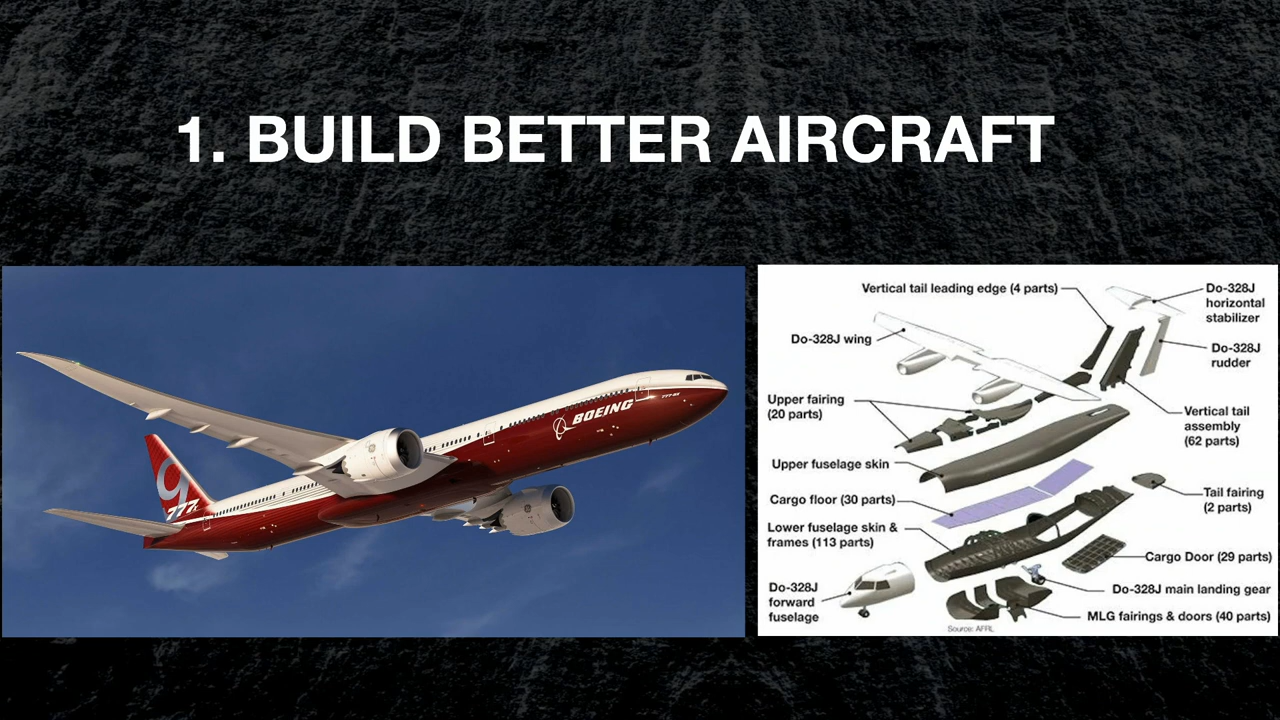 1. BUILD BETTER AIRCRAFT
BOEING
777-9X
9
777X
Vertical tail leading edge (4 parts)
Do-328J
horizontal
stabilizer
Do-328J wing
Do-328J
rudder
Upper fairing
(20 parts)
Vertical tail
assembly
(62 parts)
Upper fuselage skin
Cargo floor (30 parts)
Tail fairing
(2 parts)
Lower fuselage skin &
frames (113 parts)
Cargo Door (29 parts)
Do-328J
forward
fuselage
Do-328J main landing gear
MLG fairings & doors (40 parts)
Source: AFRL